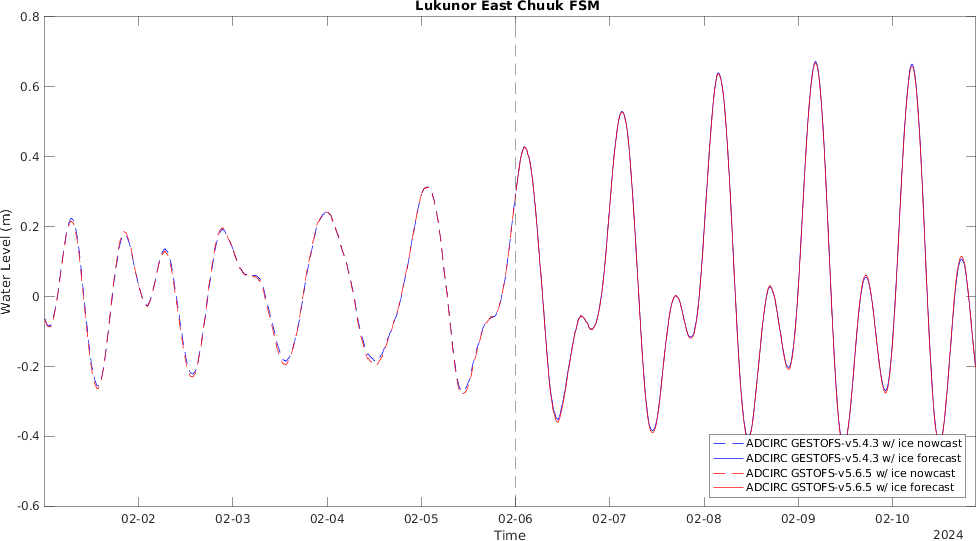 Lukunor East Chuuk FSM
0.8
0.6
0.4
0.2
0
-0.2
-0.4
-0.6
Water Level (m)
ADCIRC GESTOFS-v5.4.3 w/ ice nowcast
ADCIRC GESTOFS-v5.4.3 w/ ice forecast
ADCIRC GSTOFS-v5.6.5 w/ ice nowcast
ADCIRC GSTOFS-v5.6.5 w/ ice forecast
02-02 02-03 02-04 02-05 02-06 02-07 02-08 02-09 02-10
Time
2024